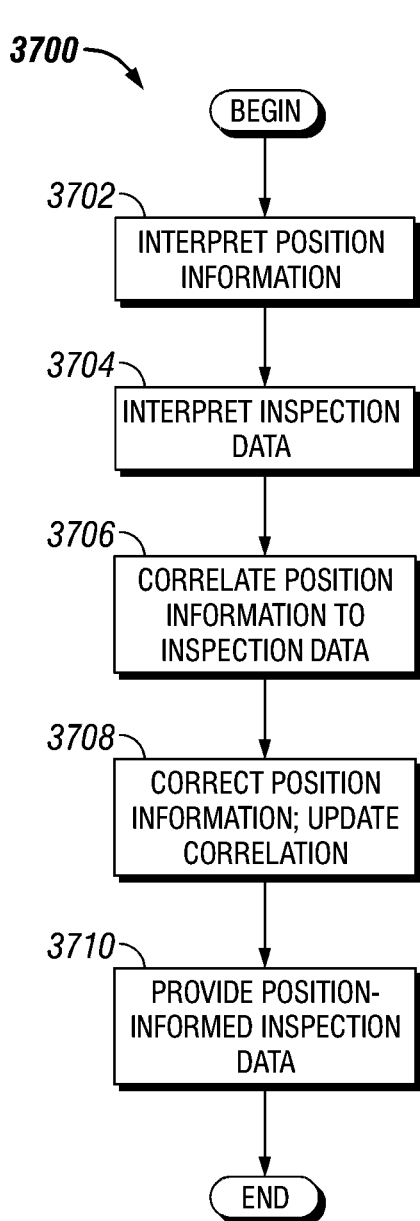 3700
BEGIN
3702
INTERPRET POSITION
INFORMATION
3704
INTERPRET INSPECTION
DATA
3706
CORRELATE POSITION
INFORMATION TO
INSPECTION DATA
3708
CORRECT POSITION
INFORMATION; UPDATE
CORRELATION
3710
PROVIDE POSITION-
INFORMED INSPECTION
DATA
END